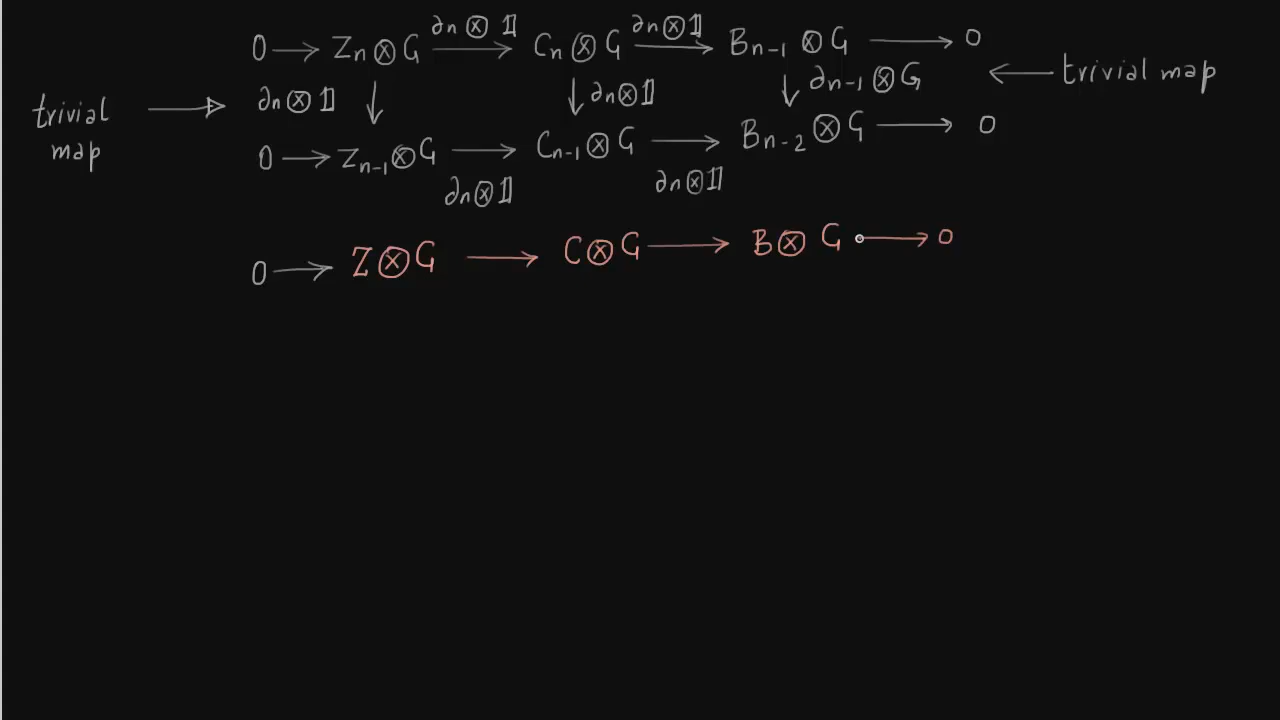 ∂n ⊗ 𝟙 ∂n ⊗ 𝟙
0 → Zn ⊗ G → Cn ⊗ G → Bn-1 ⊗ G → 0
trivial map → ∂n ⊗ 𝟙 ↓ ↓ ∂n ⊗ 𝟙 ↓ ∂n-1 ⊗ G ← trivial map
0 → Zn-1 ⊗ G → Cn-1 ⊗ G → Bn-2 ⊗ G → 0
∂n ⊗ 𝟙 ∂n ⊗ 𝟙
0 → Z ⊗ G → C ⊗ G → B ⊗ G → 0